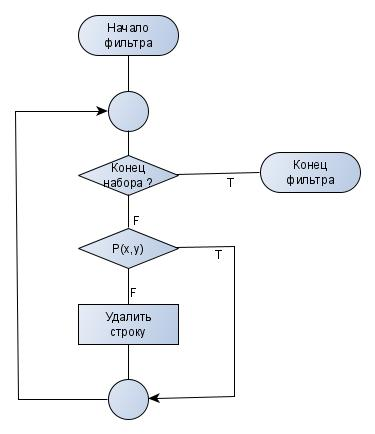 Начало
фильтра
Конец
набора ?
T
Конец
фильтра
F
P(x,y)
T
F
Удалить
строку